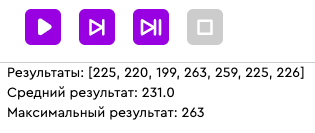 Результаты: [225, 220, 199, 263, 259, 225, 226]
Средний результат: 231.0
Максимальный результат: 263